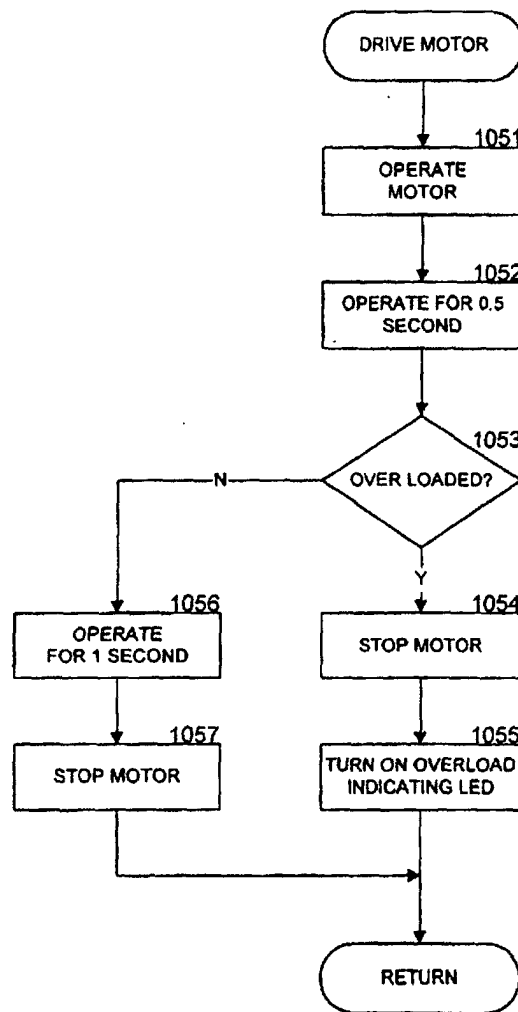 DRIVE MOTOR
1051
OPERATE
MOTOR
1052
OPERATE FOR 0.5
SECOND
1053
OVER LOADED?
N
Y
1056
OPERATE
FOR 1 SECOND
1054
STOP MOTOR
1057
STOP MOTOR
1055
TURN ON OVERLOAD
INDICATING LED
RETURN